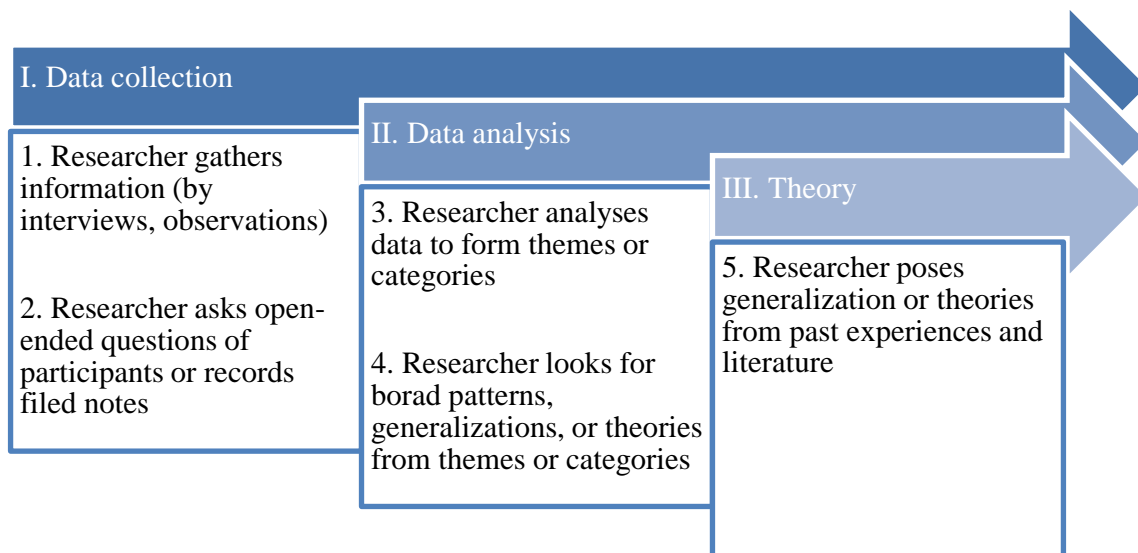 I. Data collection
1. Researcher gathers
information (by
interviews, observations)
2. Researcher asks open-
ended questions of
participants or records
filed notes
II. Data analysis
3. Researcher analyses
data to form themes or
categories
4. Researcher looks for
borad patterns,
generalizations, or theories
from themes or categories
III. Theory
5. Researcher poses
generalization or theories
from past experiences and
literature